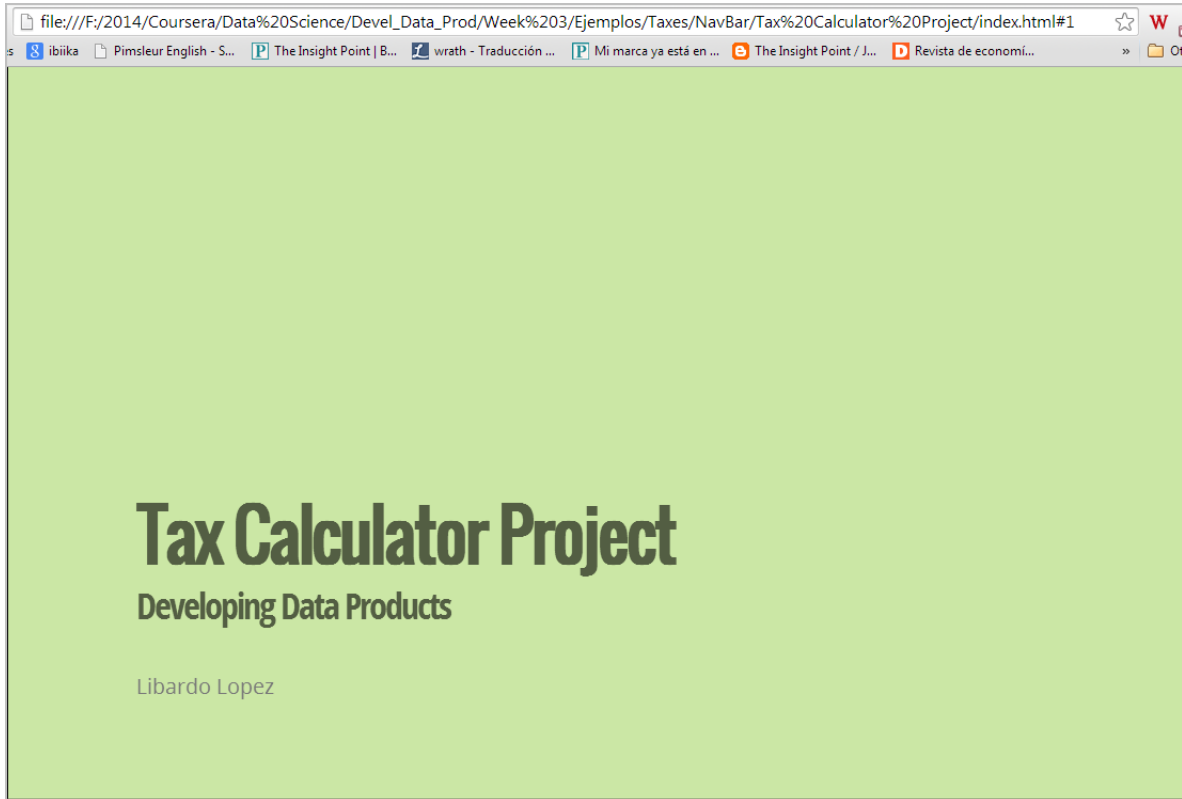 file:///F:/2014/Coursera/Data%20Science/Devel_Data_Prod/Week%203/Ejemplos/Taxes/NavBar/Tax%20Calculator%20Project/index.html#1
W
s ibiika Pimsleur English - S... The Insight Point | B... wrath - Traducción ... Mi marca ya está en ... The Insight Point / J... Revista de economí... » Ot
Tax Calculator Project
Developing Data Products
Libardo Lopez